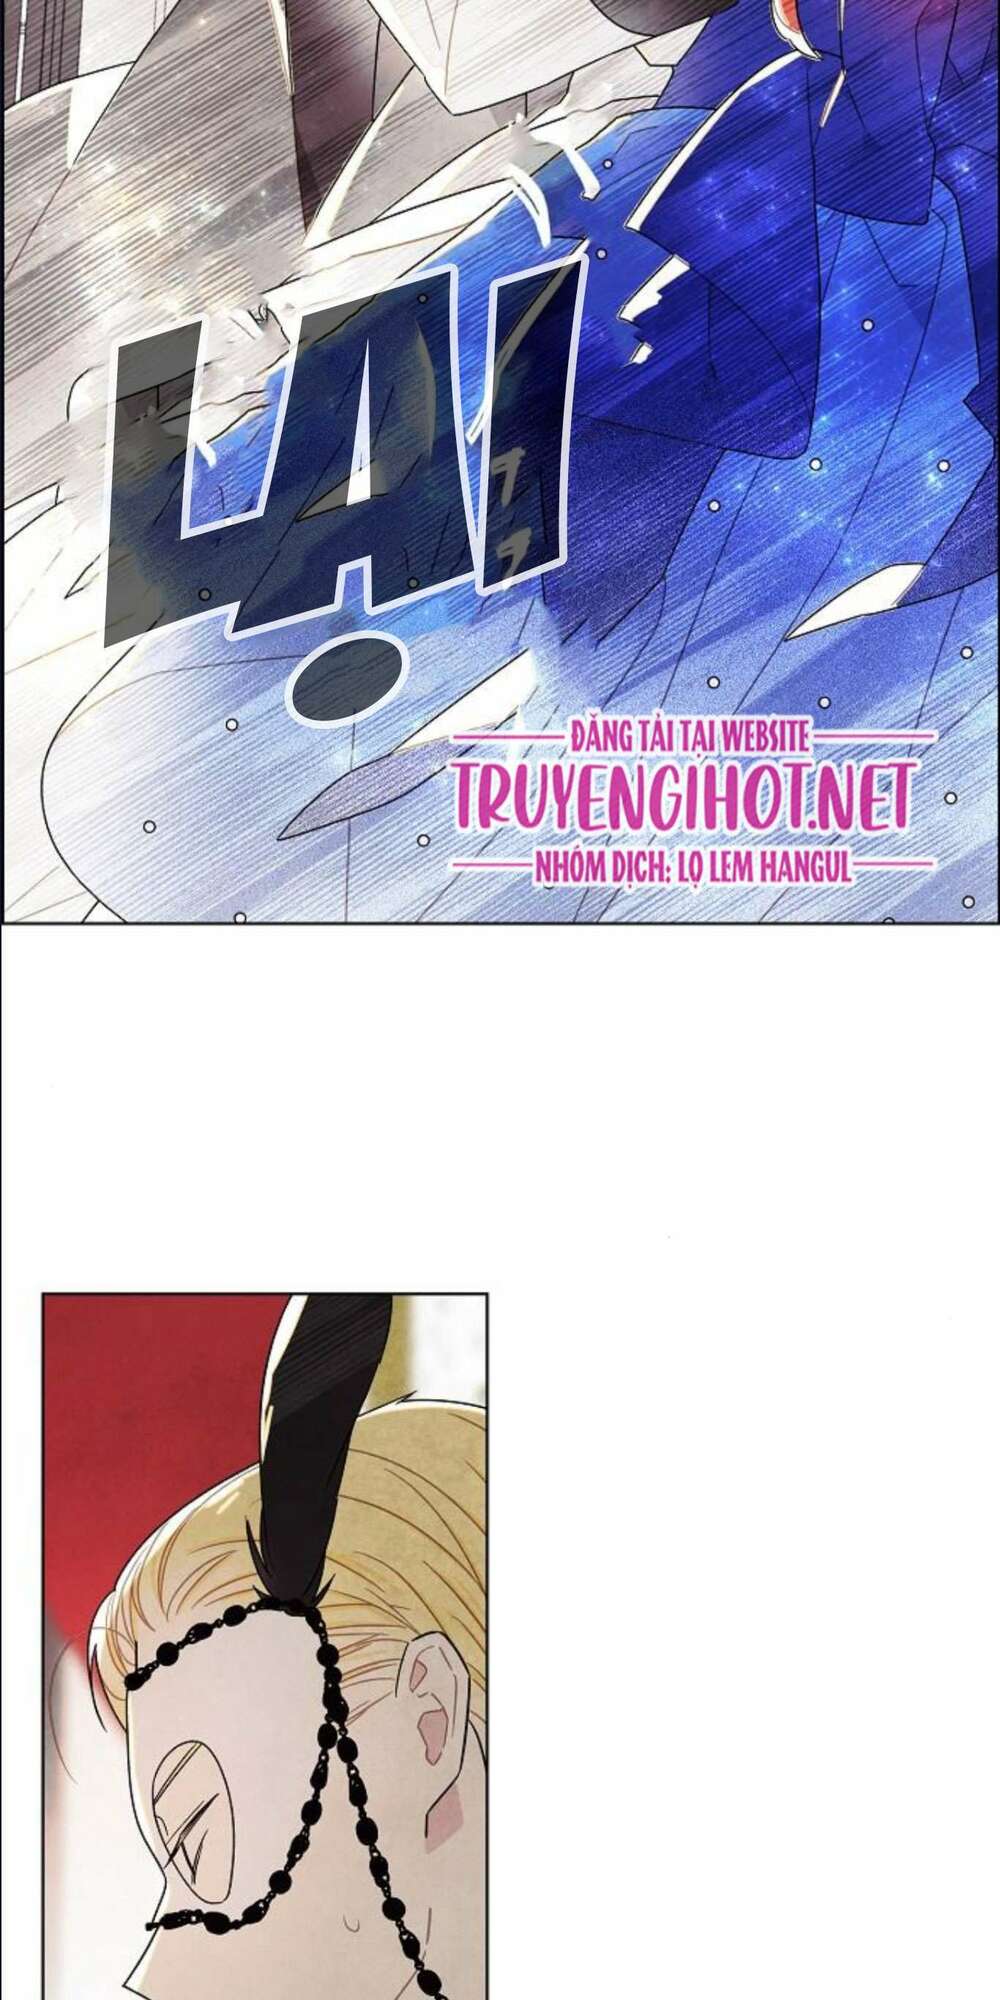 LẠI
ĐĂNG TẢI TẠI WEBSITE
TRUYENGIHOT.NET
NHÓM DỊCH: LỌ LEM HANGUL